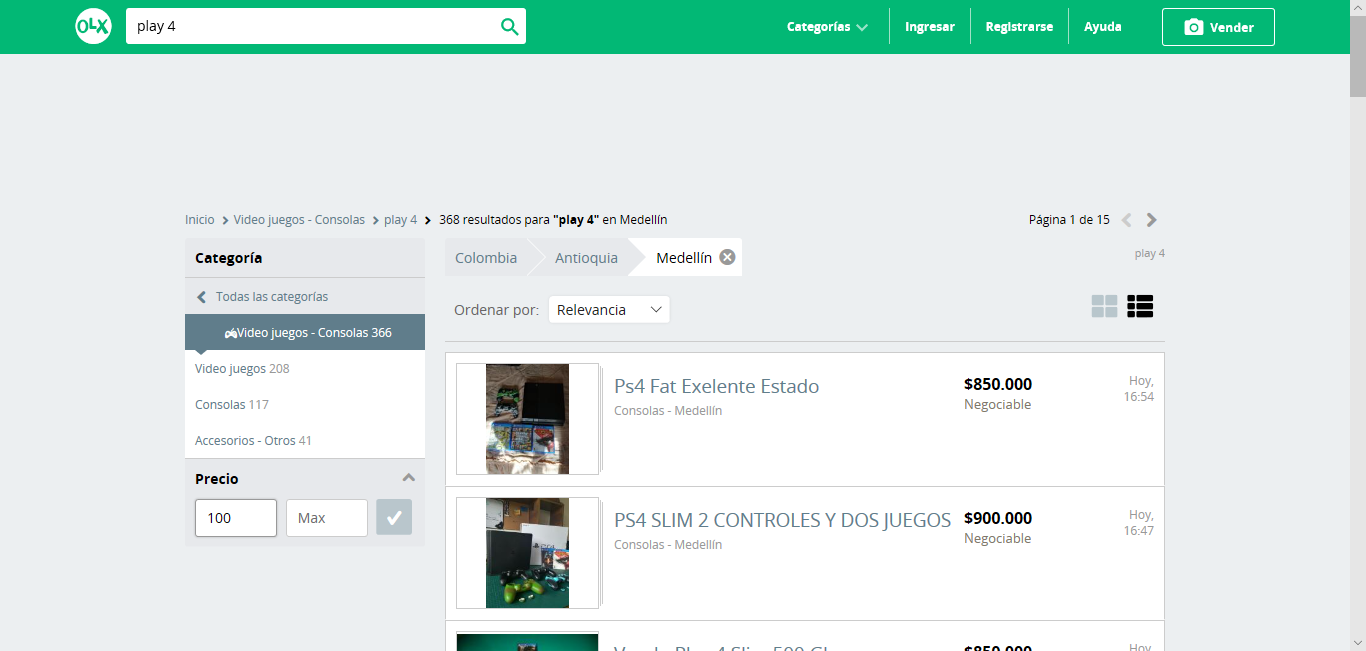 OLX
play 4
Categorías
Ingresar
Registrarse
Ayuda
Vender
Inicio
Video juegos - Consolas
play 4
368 resultados para "play 4" en Medellín
Página 1 de 15
Categoría
Todas las categorías
Video juegos - Consolas 366
Video juegos 208
Consolas 117
Accesorios - Otros 41
Precio
100
Max
Colombia
Antioquia
Medellín
play 4
Ordenar por:
Relevancia
Ps4 Fat Exelente Estado
Consolas - Medellín
$850.000
Negociable
Hoy,
16:54
PS4 SLIM 2 CONTROLES Y DOS JUEGOS
Consolas - Medellín
$900.000
Negociable
Hoy,
16:47
$850.000
Hoy,